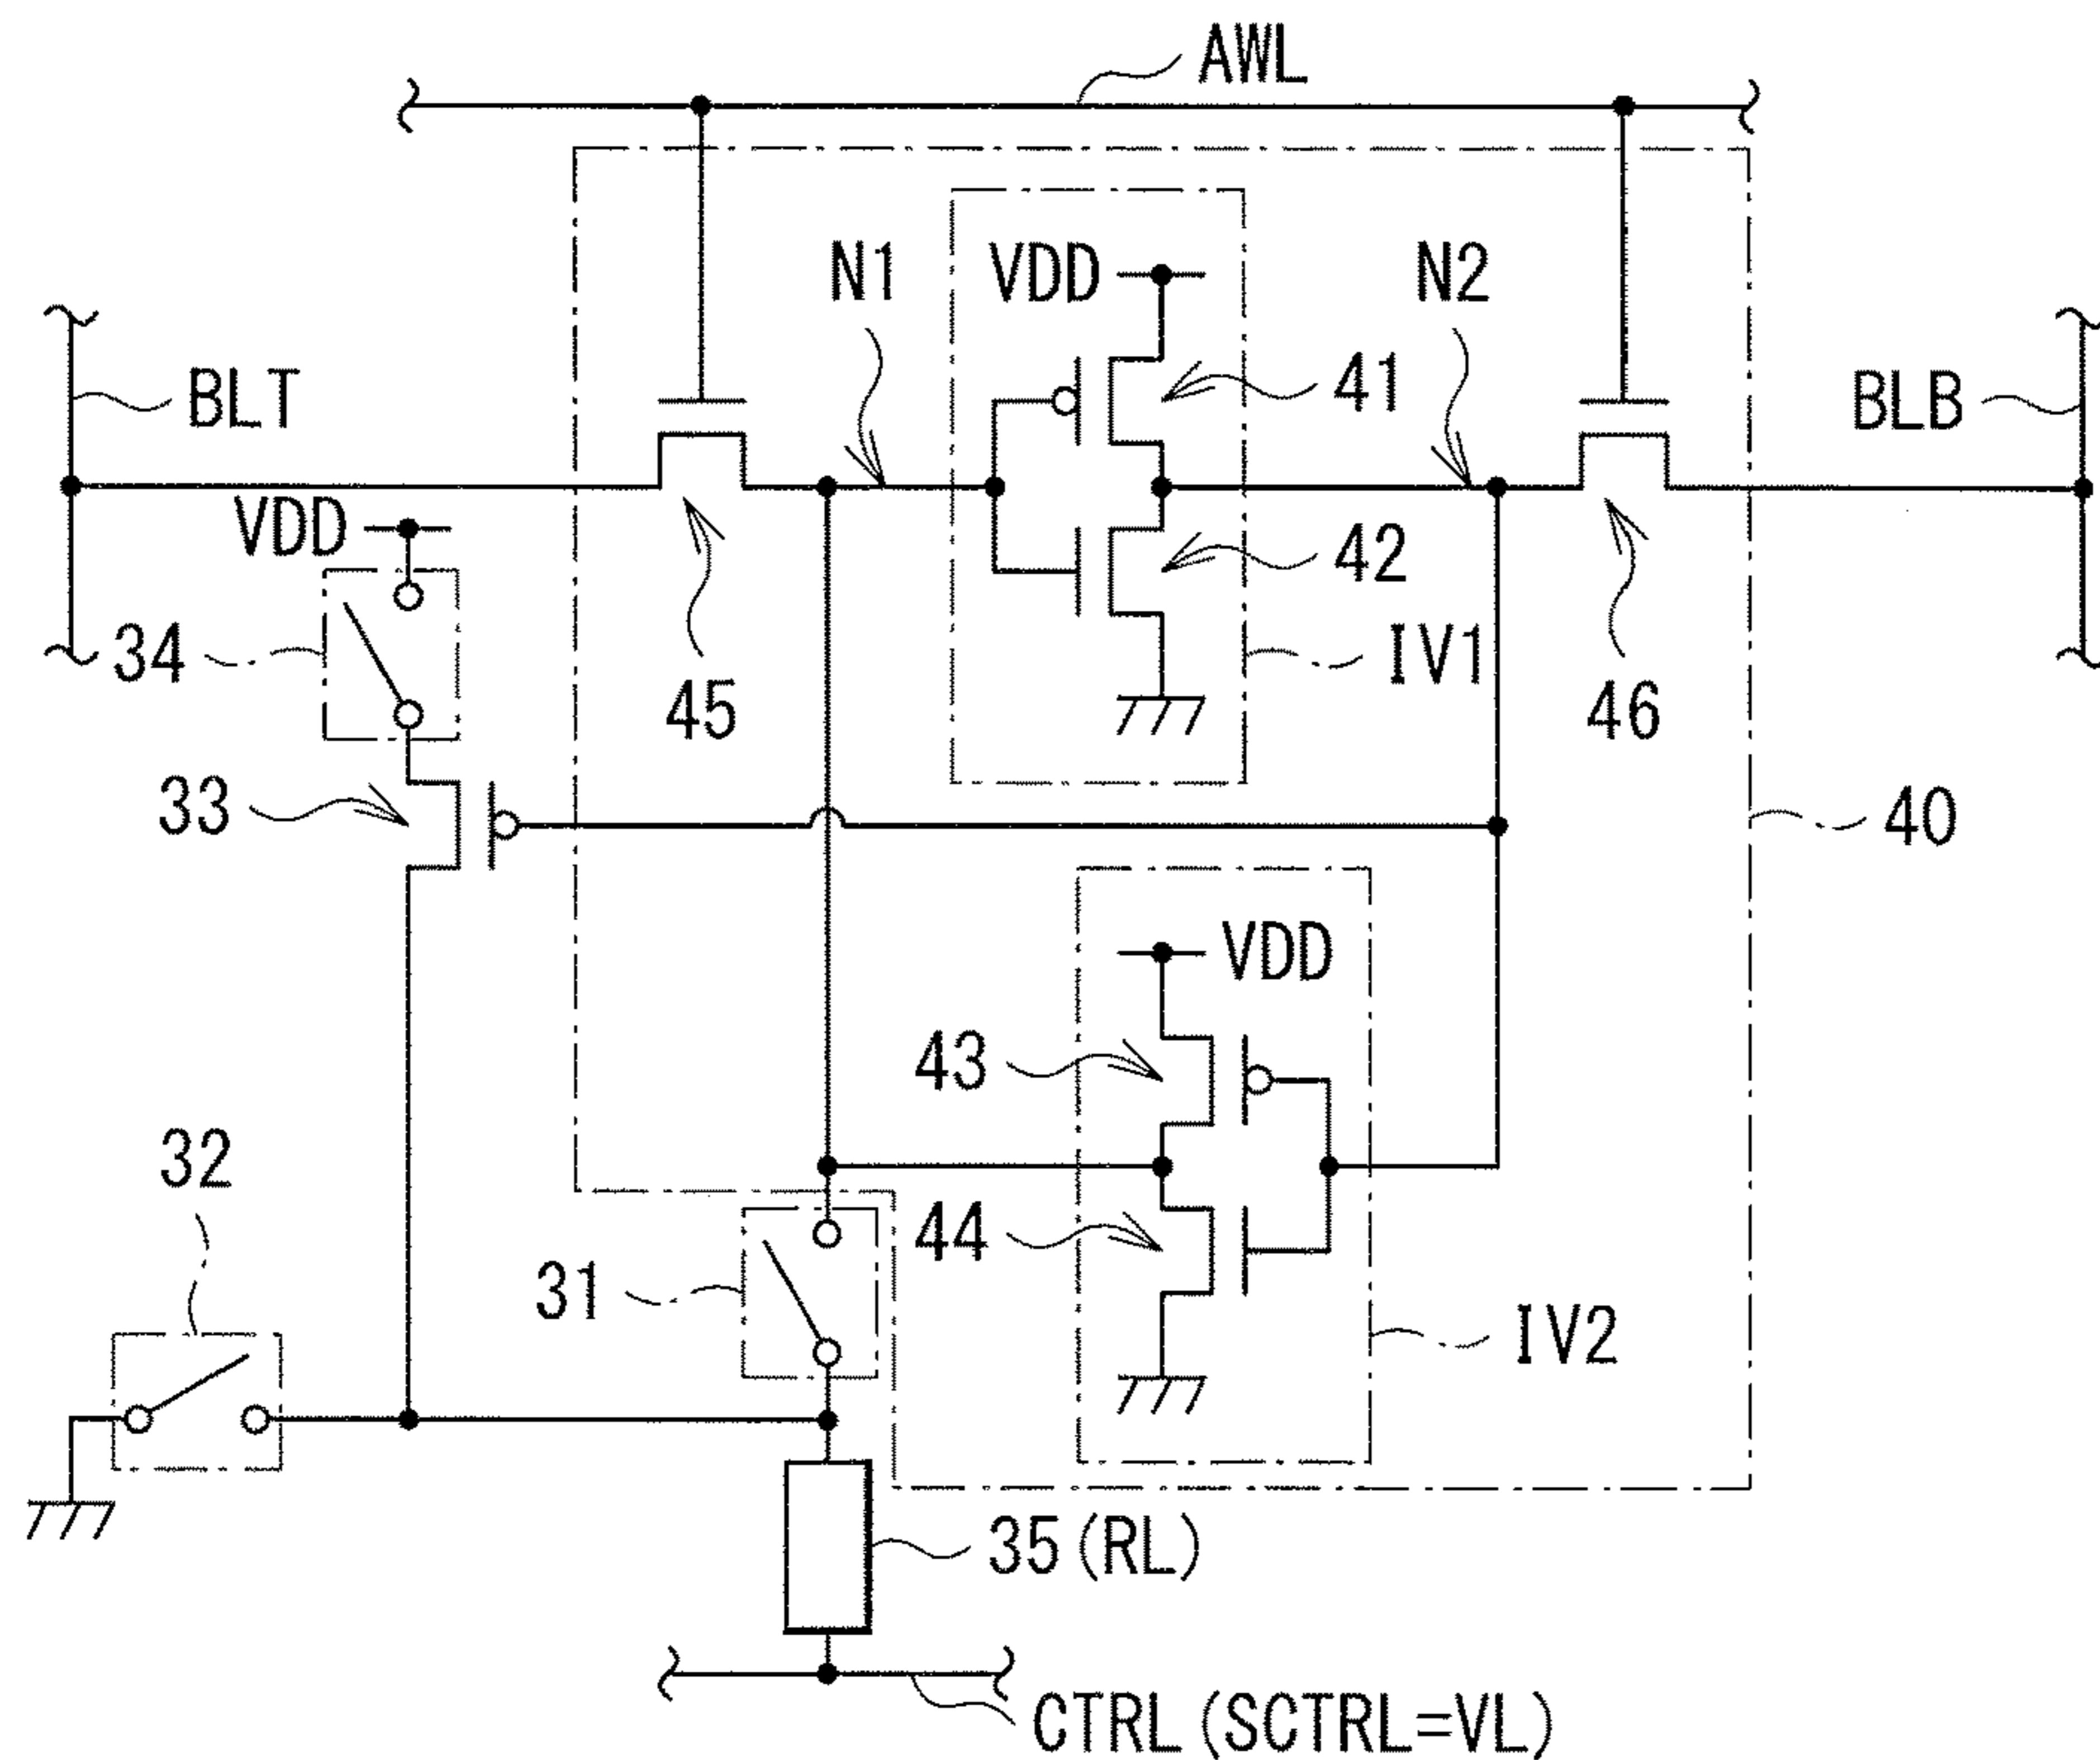 AWL
N1
VDD
N2
41
BLT
BLB
VDD
42
34
IV1
45
46
33
40
VDD
43
32
44
31
IV2
35(RL)
CTRL(SCTRL=VL)